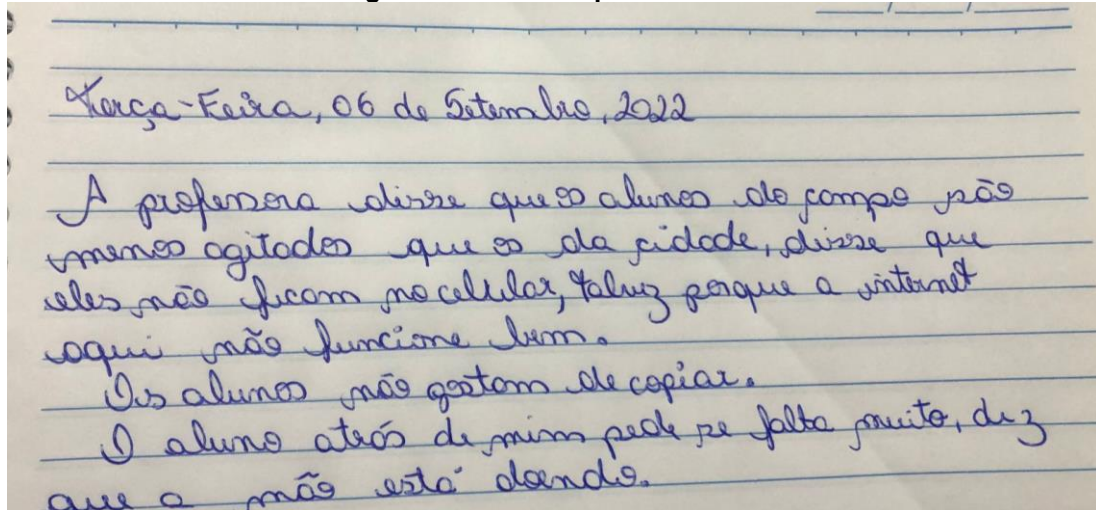 Terça-Feira, 06 de Setembro, 2022
A professora disse que os alunos do campo são
menos agitados que os da cidade, disse que
eles não ficam no celular, talvez porque a internet
aqui não funcione bem.
Os alunos não gostam de copiar.
O aluno atrás de mim pede se falta muito, diz
que a mão está doendo.